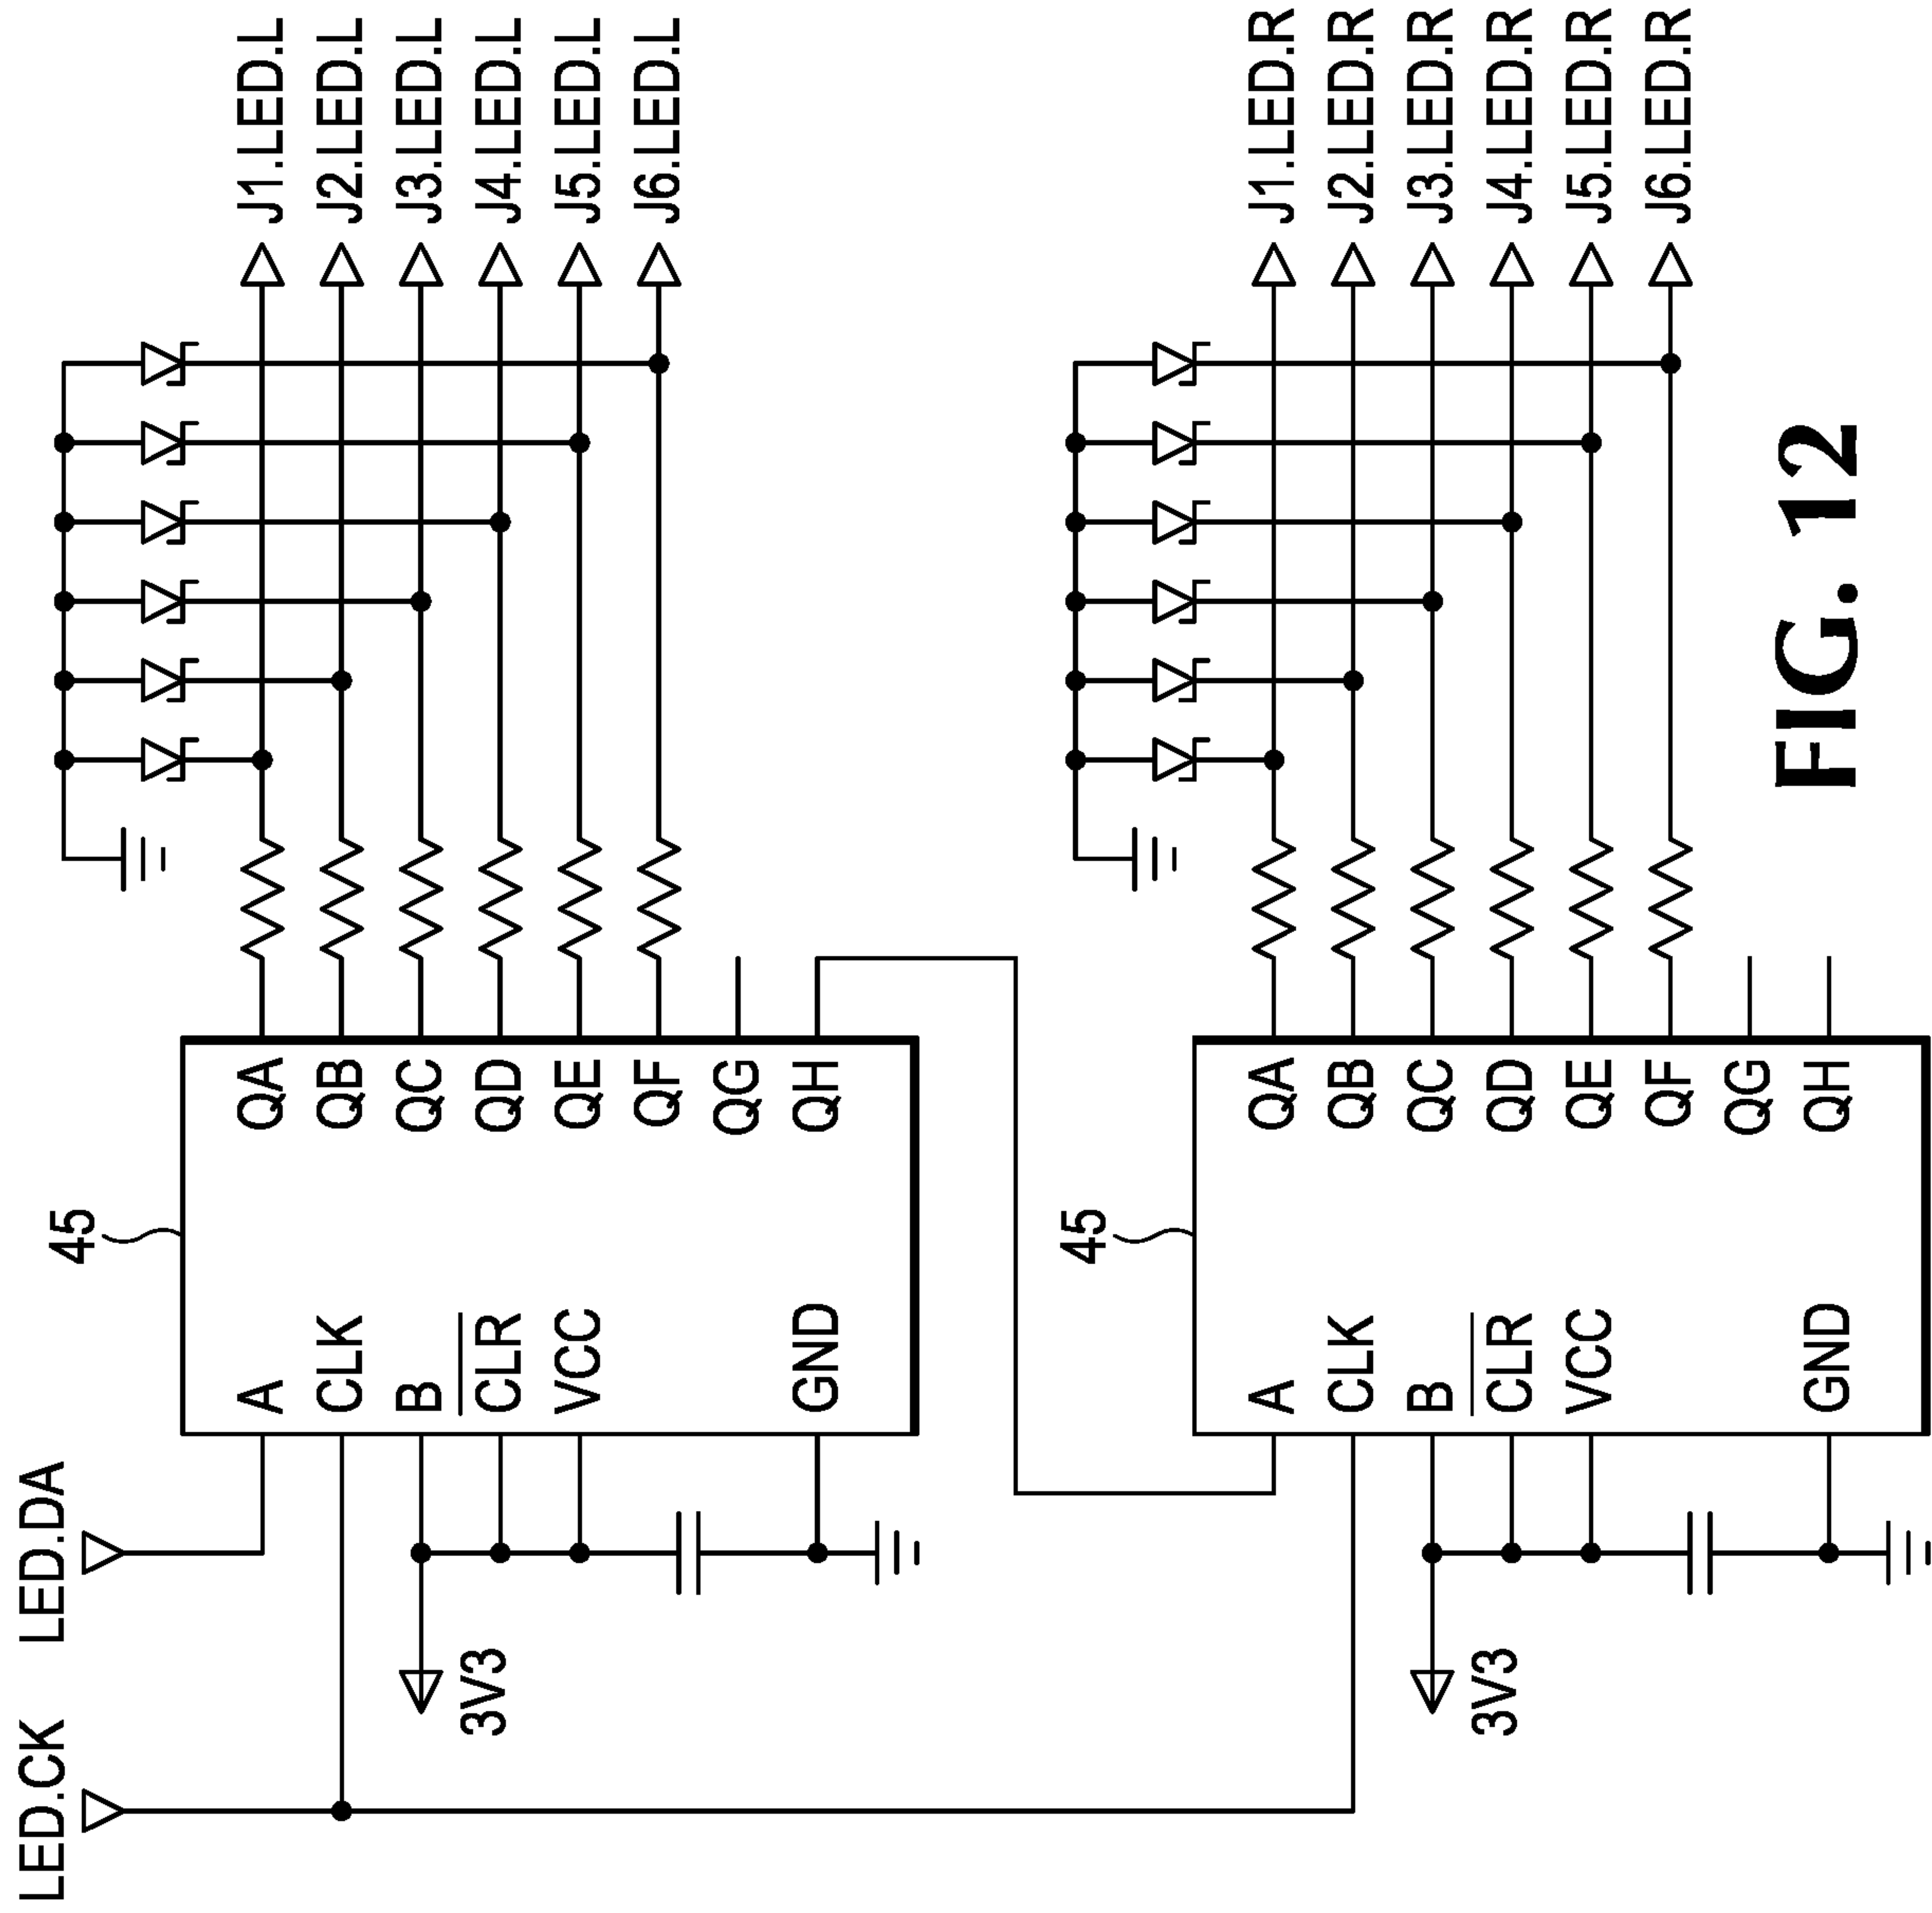 LED.CK
LED.DA
3V3
45
A
CLK
B
CLR
VCC
GND
QA
QB
QC
QD
QE
QF
QG
QH
J1.LED.L
J2.LED.L
J3.LED.L
J4.LED.L
J5.LED.L
J6.LED.L
3V3
45
A
CLK
B
CLR
VCC
GND
QA
QB
QC
QD
QE
QF
QG
QH
J1.LED.R
J2.LED.R
J3.LED.R
J4.LED.R
J5.LED.R
J6.LED.R
FIG. 12